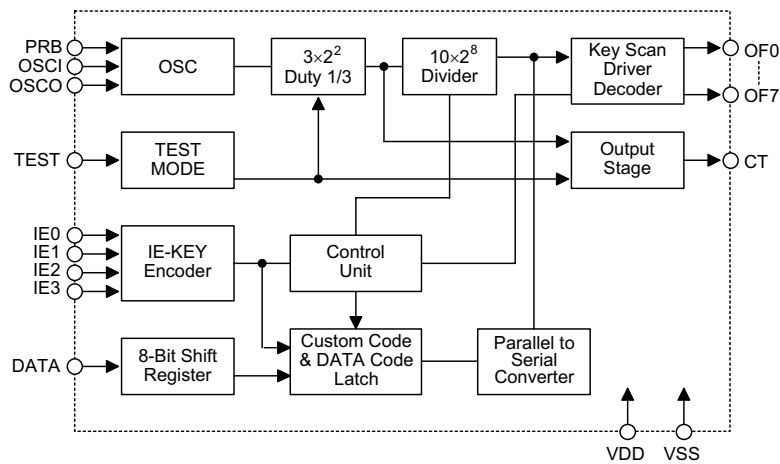 PRB
OSCI
OSCO
OSC
3×2²
Duty 1/3
10×2⁸
Divider
Key Scan
Driver
Decoder
OF0
OF7
TEST
TEST
MODE
Output
Stage
CT
IE0
IE1
IE2
IE3
IE-KEY
Encoder
Control
Unit
DATA
8-Bit Shift
Register
Custom Code
& DATA Code
Latch
Parallel to
Serial
Converter
VDD
VSS